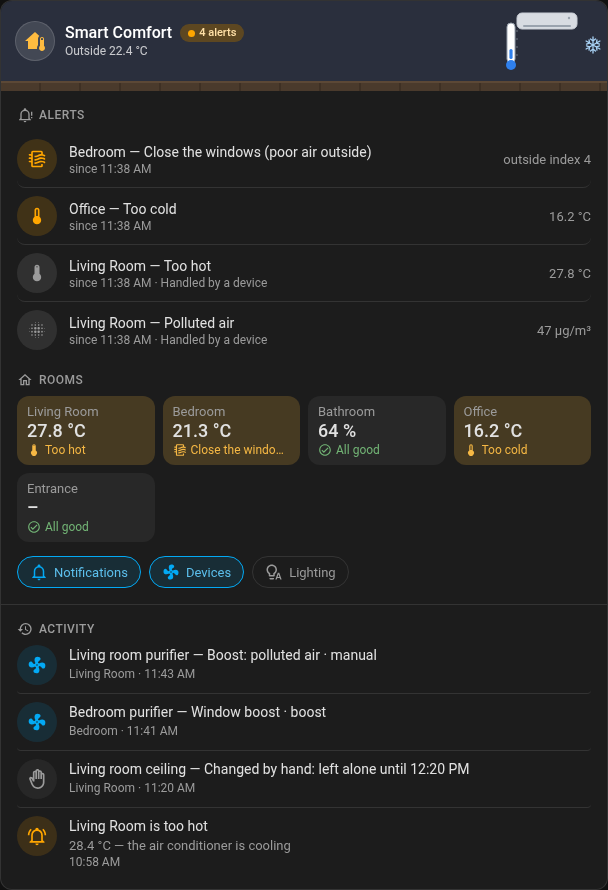 Smart Comfort
4 alerts
Outside 22.4 °C
ALERTS
Bedroom — Close the windows (poor air outside)
since 11:38 AM
outside index 4
Office — Too cold
since 11:38 AM
16.2 °C
Living Room — Too hot
since 11:38 AM · Handled by a device
27.8 °C
Living Room — Polluted air
since 11:38 AM · Handled by a device
47 µg/m³
ROOMS
Living Room
27.8 °C
Too hot
Bedroom
21.3 °C
Close the windo…
Bathroom
64 %
All good
Office
16.2 °C
Too cold
Entrance
–
All good
Notifications
Devices
Lighting
ACTIVITY
Living room purifier — Boost: polluted air · manual
Living Room · 11:43 AM
Bedroom purifier — Window boost · boost
Bedroom · 11:41 AM
Living room ceiling — Changed by hand: left alone until 12:20 PM
Living Room · 11:20 AM
Living Room is too hot
28.4 °C — the air conditioner is cooling
10:58 AM